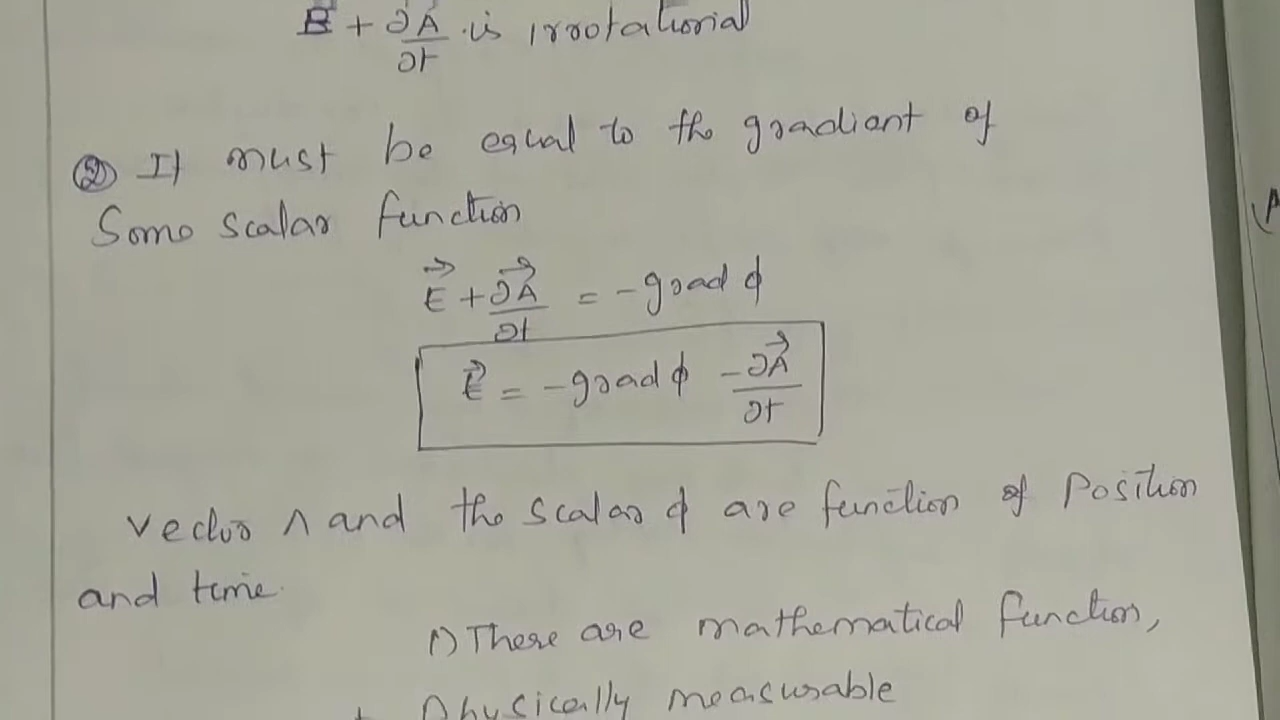 B⃗ + ∂A⃗/∂t is irrotational
② It must be equal to the gradiant of
Some scalar function
E⃗ + ∂A⃗/∂t = -grad ϕ
E⃗ = -grad ϕ - ∂A⃗/∂t
vector A and the scalar ϕ are function of Position
and time.
1) There are mathematical function,
Physically measurable